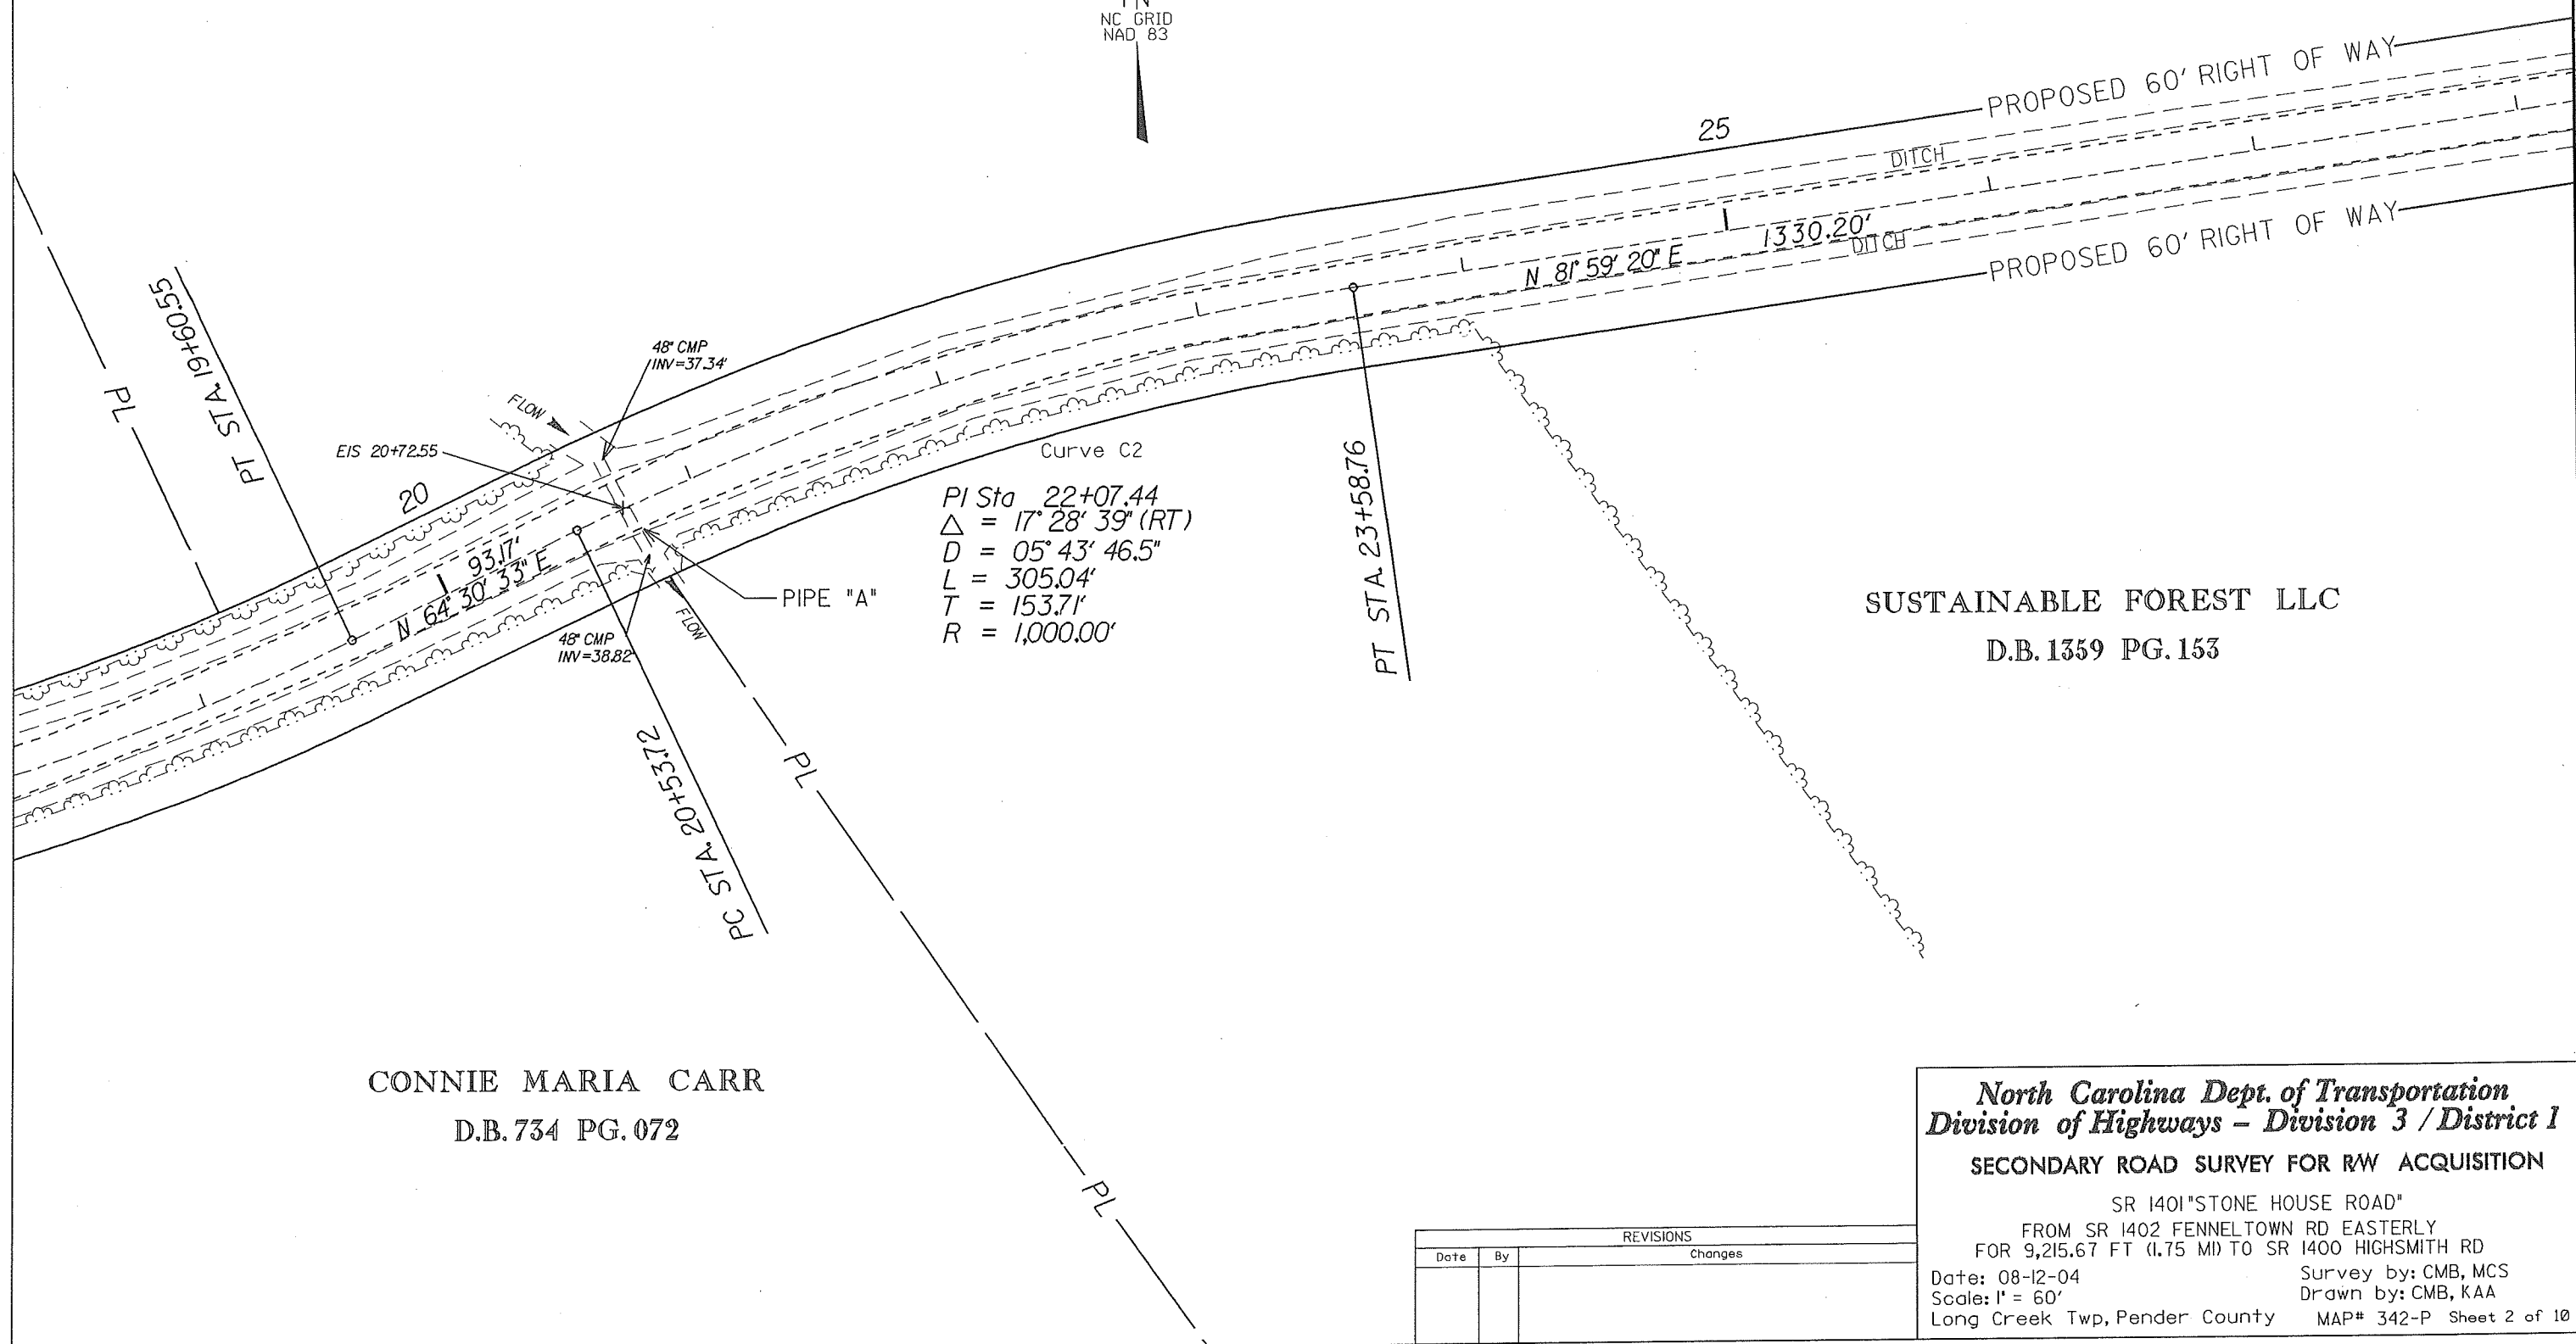 NC GRID
NAD 83
PROPOSED 60' RIGHT OF WAY
25
DITCH
N 81° 59' 20" E 1330.20'
DITCH
PROPOSED 60' RIGHT OF WAY
PL
PT STA. 19+60.55
48" CMP
INV=37.34'
FLOW
EIS 20+72.55
20
93.17'
N 64° 30' 33" E
48" CMP
INV=38.82'
FLOW
PIPE "A"
Curve C2
PI Sta 22+07.44
△ = 17° 28' 39" (RT)
D = 05° 43' 46.5"
L = 305.04'
T = 153.71'
R = 1,000.00'
PT STA. 23+58.76
SUSTAINABLE FOREST LLC
D.B. 1359 PG. 153
PC STA. 20+53.72
PL
CONNIE MARIA CARR
D.B. 734 PG. 072
PL
REVISIONS
Date By Changes
North Carolina Dept. of Transportation
Division of Highways - Division 3 / District 1
SECONDARY ROAD SURVEY FOR R/W ACQUISITION
SR 1401 "STONE HOUSE ROAD"
FROM SR 1402 FENNELTOWN RD EASTERLY
FOR 9,215.67 FT (1.75 MI) TO SR 1400 HIGHSMITH RD
Date: 08-12-04 Survey by: CMB, MCS
Scale: 1" = 60' Drawn by: CMB, KAA
Long Creek Twp, Pender County MAP# 342-P Sheet 2 of 10